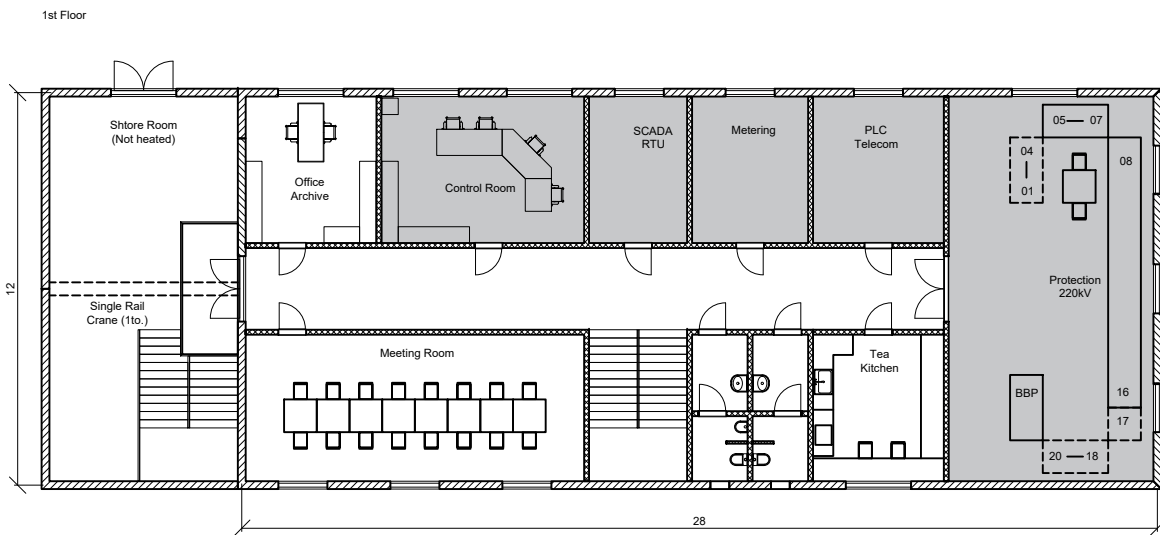 1st Floor
Shtore Room
(Not heated)
Office
Archive
Control Room
SCADA
RTU
Metering
PLC
Telecom
05 — 07
04
01
08
Protection
220kV
12
Single Rail
Crane (1to.)
Meeting Room
Tea
Kitchen
BBP
16
17
20 — 18
28